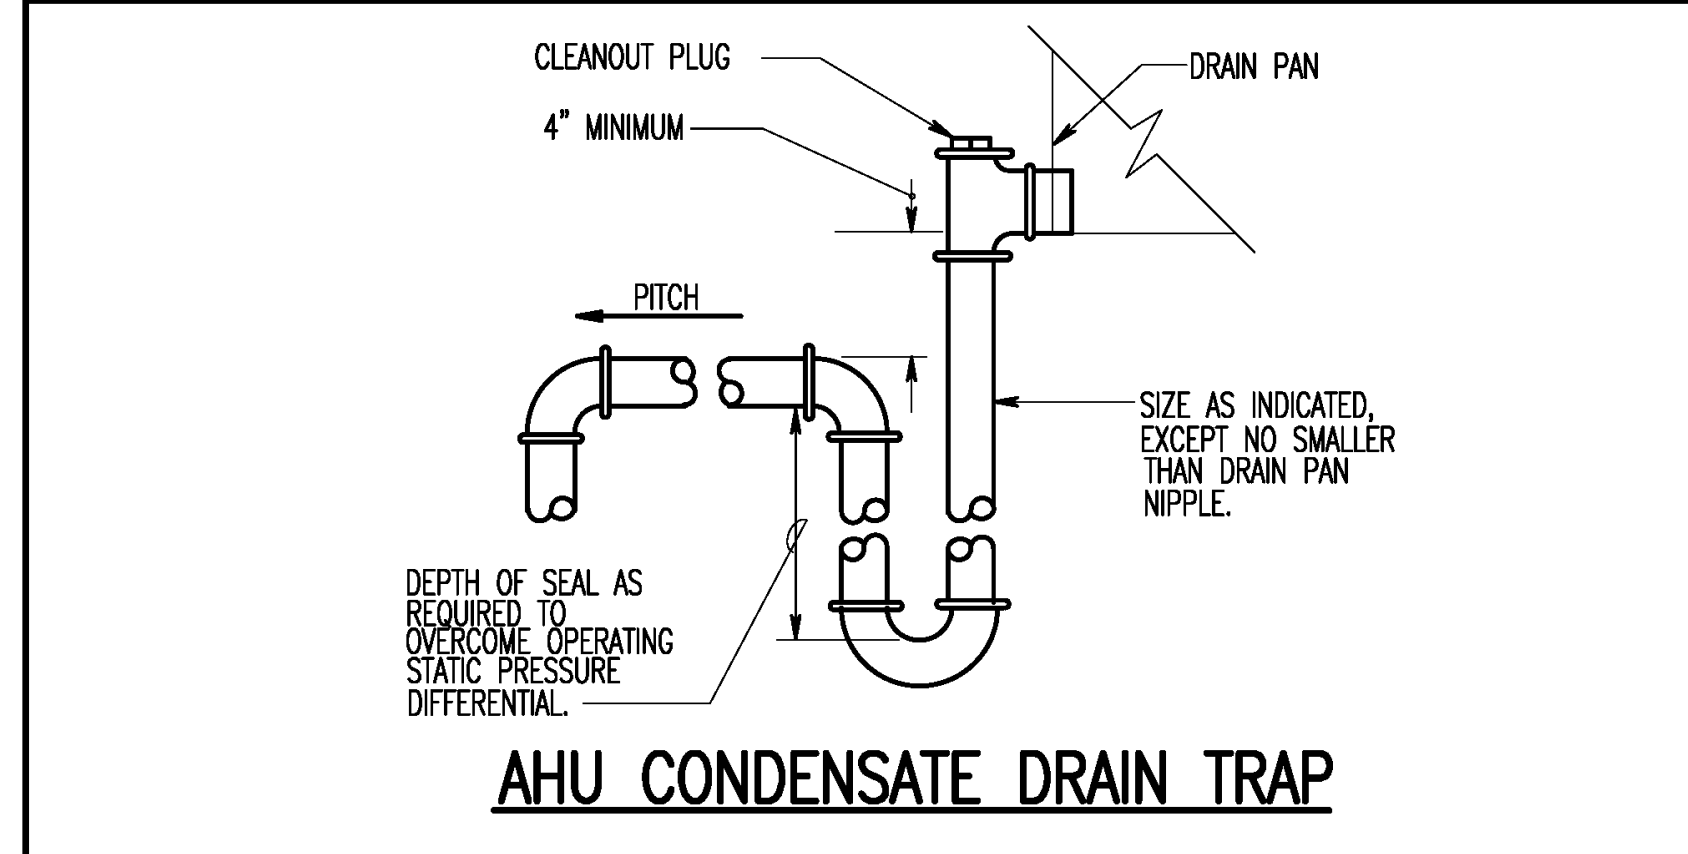 CLEANOUT PLUG
DRAIN PAN
4" MINIMUM
PITCH
SIZE AS INDICATED,
EXCEPT NO SMALLER
THAN DRAIN PAN
NIPPLE.
DEPTH OF SEAL AS
REQUIRED TO
OVERCOME OPERATING
STATIC PRESSURE
DIFFERENTIAL.
AHU CONDENSATE DRAIN TRAP